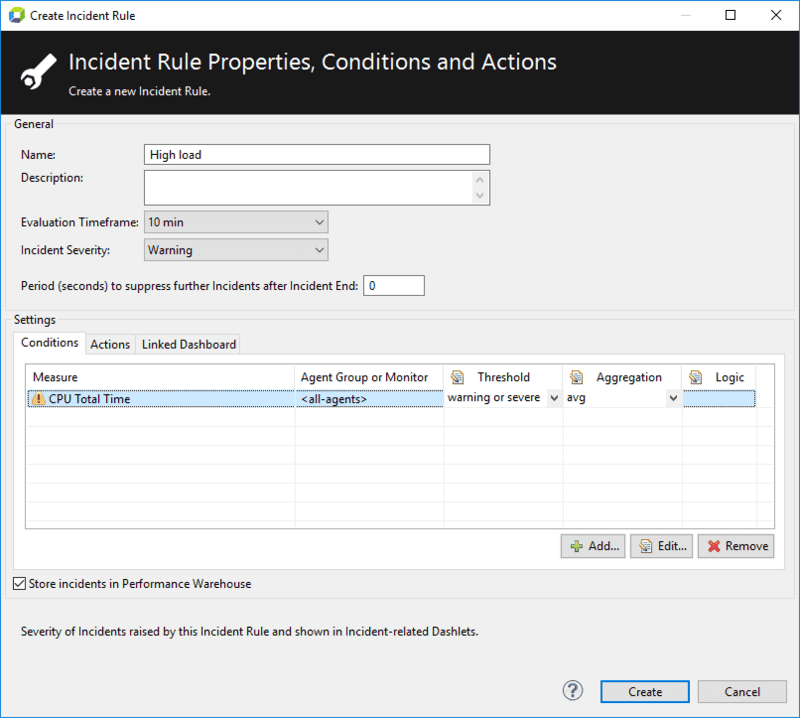 Create Incident Rule
Incident Rule Properties, Conditions and Actions
Create a new Incident Rule.
General
Name: High load
Description:
Evaluation Timeframe: 10 min
Incident Severity: Warning
Period (seconds) to suppress further Incidents after Incident End: 0
Settings
Conditions Actions Linked Dashboard
Measure Agent Group or Monitor Threshold Aggregation Logic
CPU Total Time <all-agents> warning or severe avg
Add... Edit... Remove
Store incidents in Performance Warehouse
Severity of Incidents raised by this Incident Rule and shown in Incident-related Dashlets.
? Create Cancel